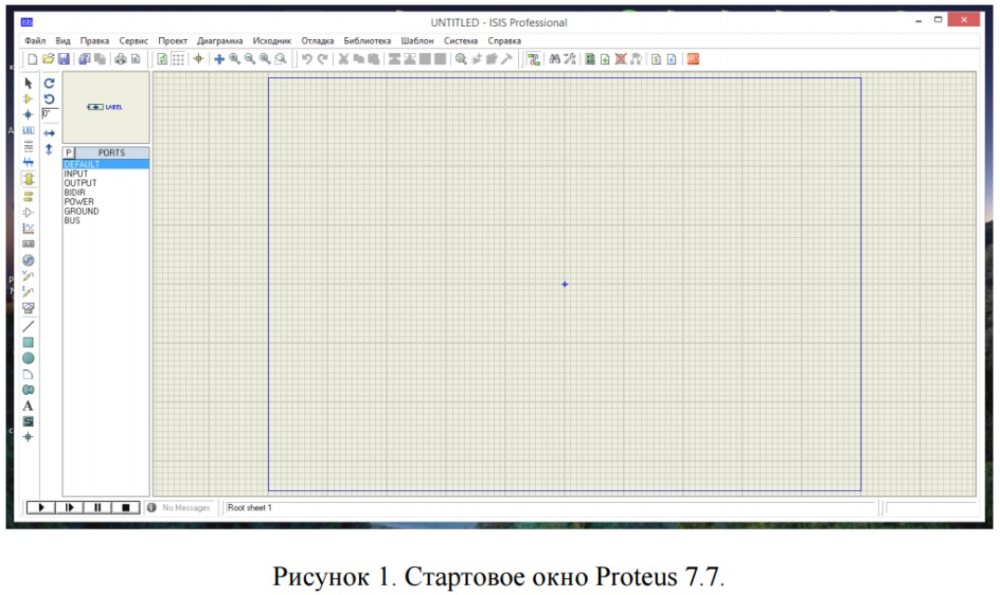 ISIS UNTITLED - ISIS Professional
Файл Вид Правка Сервис Проект Диаграмма Исходник Отладка Библиотека Шаблон Система Справка
LABEL
0°
P PORTS
DEFAULT
INPUT
OUTPUT
BIDIR
POWER
GROUND
BUS
A
No Messages Root sheet 1
Рисунок 1. Стартовое окно Proteus 7.7.